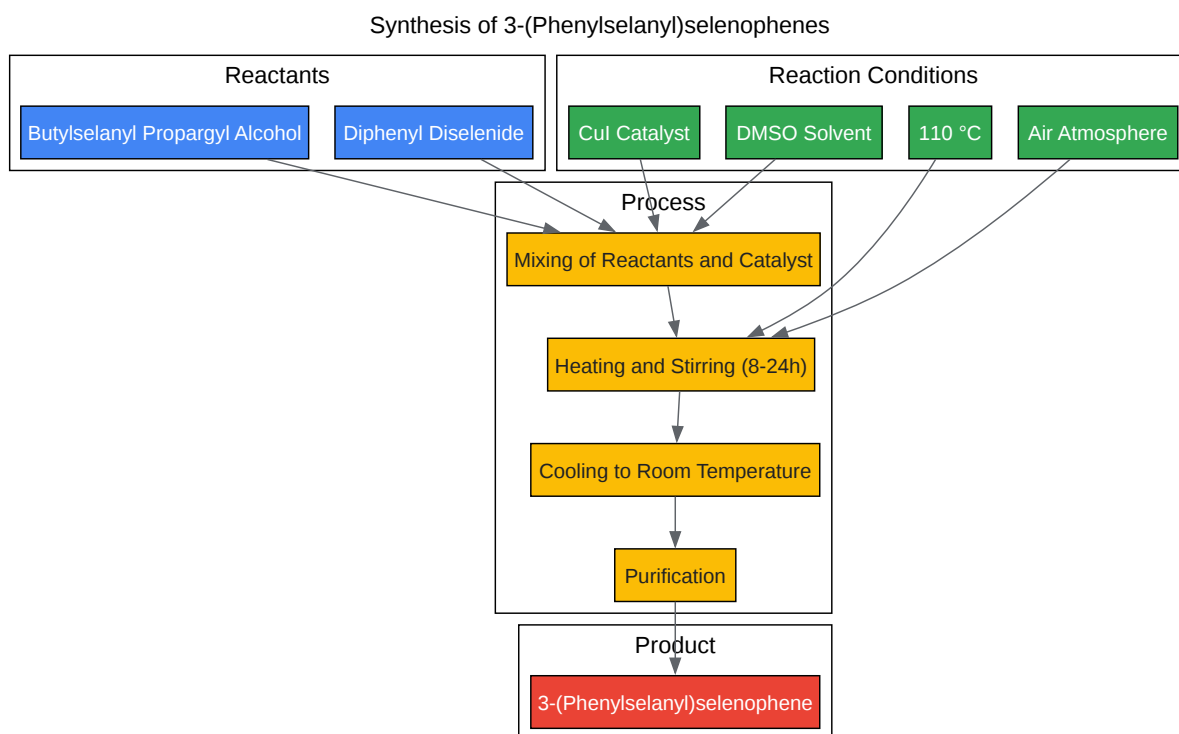 Synthesis of 3-(Phenylselanyl)selenophenes
Reactants
Reaction Conditions
Butylselanyl Propargyl Alcohol
Diphenyl Diselenide
CuI Catalyst
DMSO Solvent
110 °C
Air Atmosphere
Process
Mixing of Reactants and Catalyst
Heating and Stirring (8-24h)
Cooling to Room Temperature
Purification
Product
3-(Phenylselanyl)selenophene